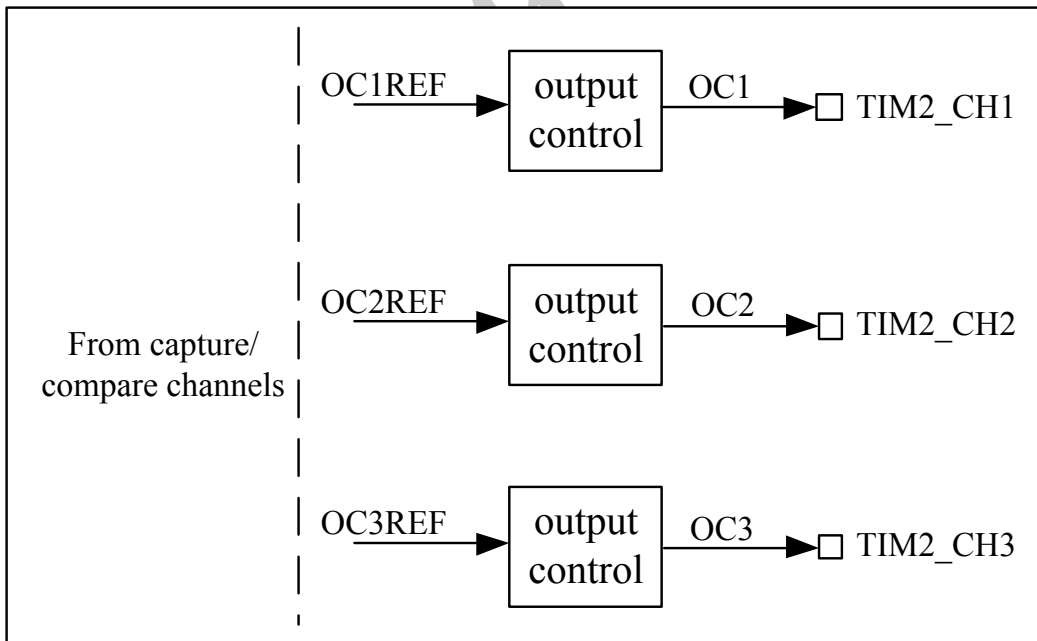 OC1REF
output
control
OC1
TIM2_CH1
From capture/
compare channels
OC2REF
output
control
OC2
TIM2_CH2
OC3REF
output
control
OC3
TIM2_CH3